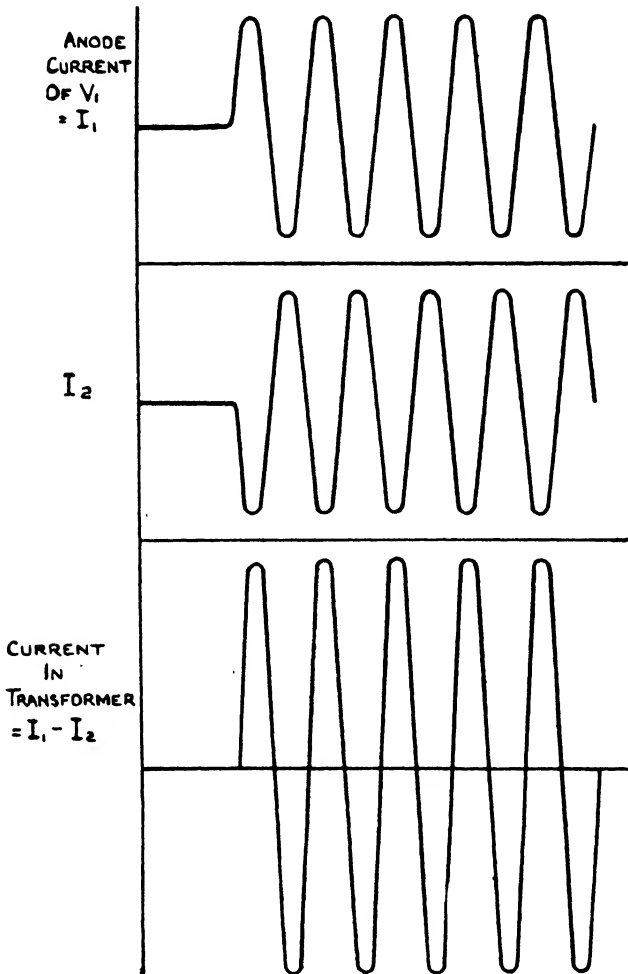 ANODE
CURRENT
OF V₁
= I₁
I₂
CURRENT
IN
TRANSFORMER
= I₁ - I₂